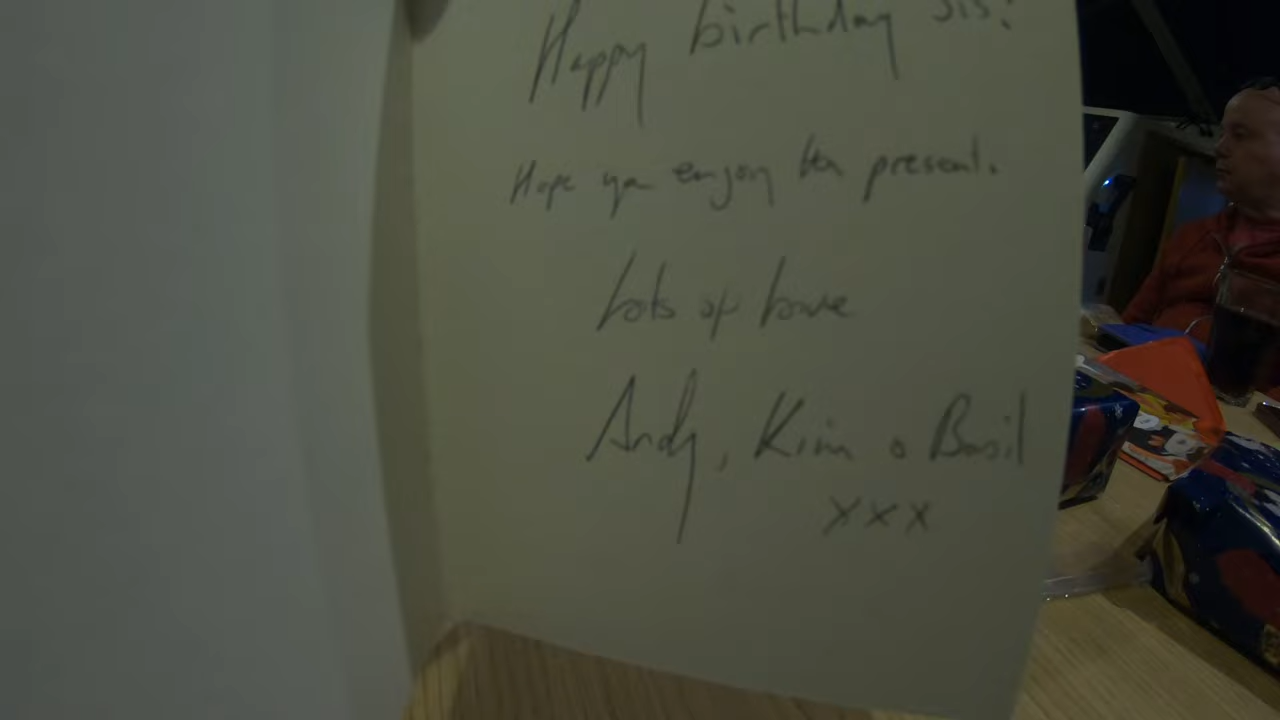 Happy birthday sis!
Hope you enjoy the present.
Lots of love
Andy, Kim & Basil
xxx